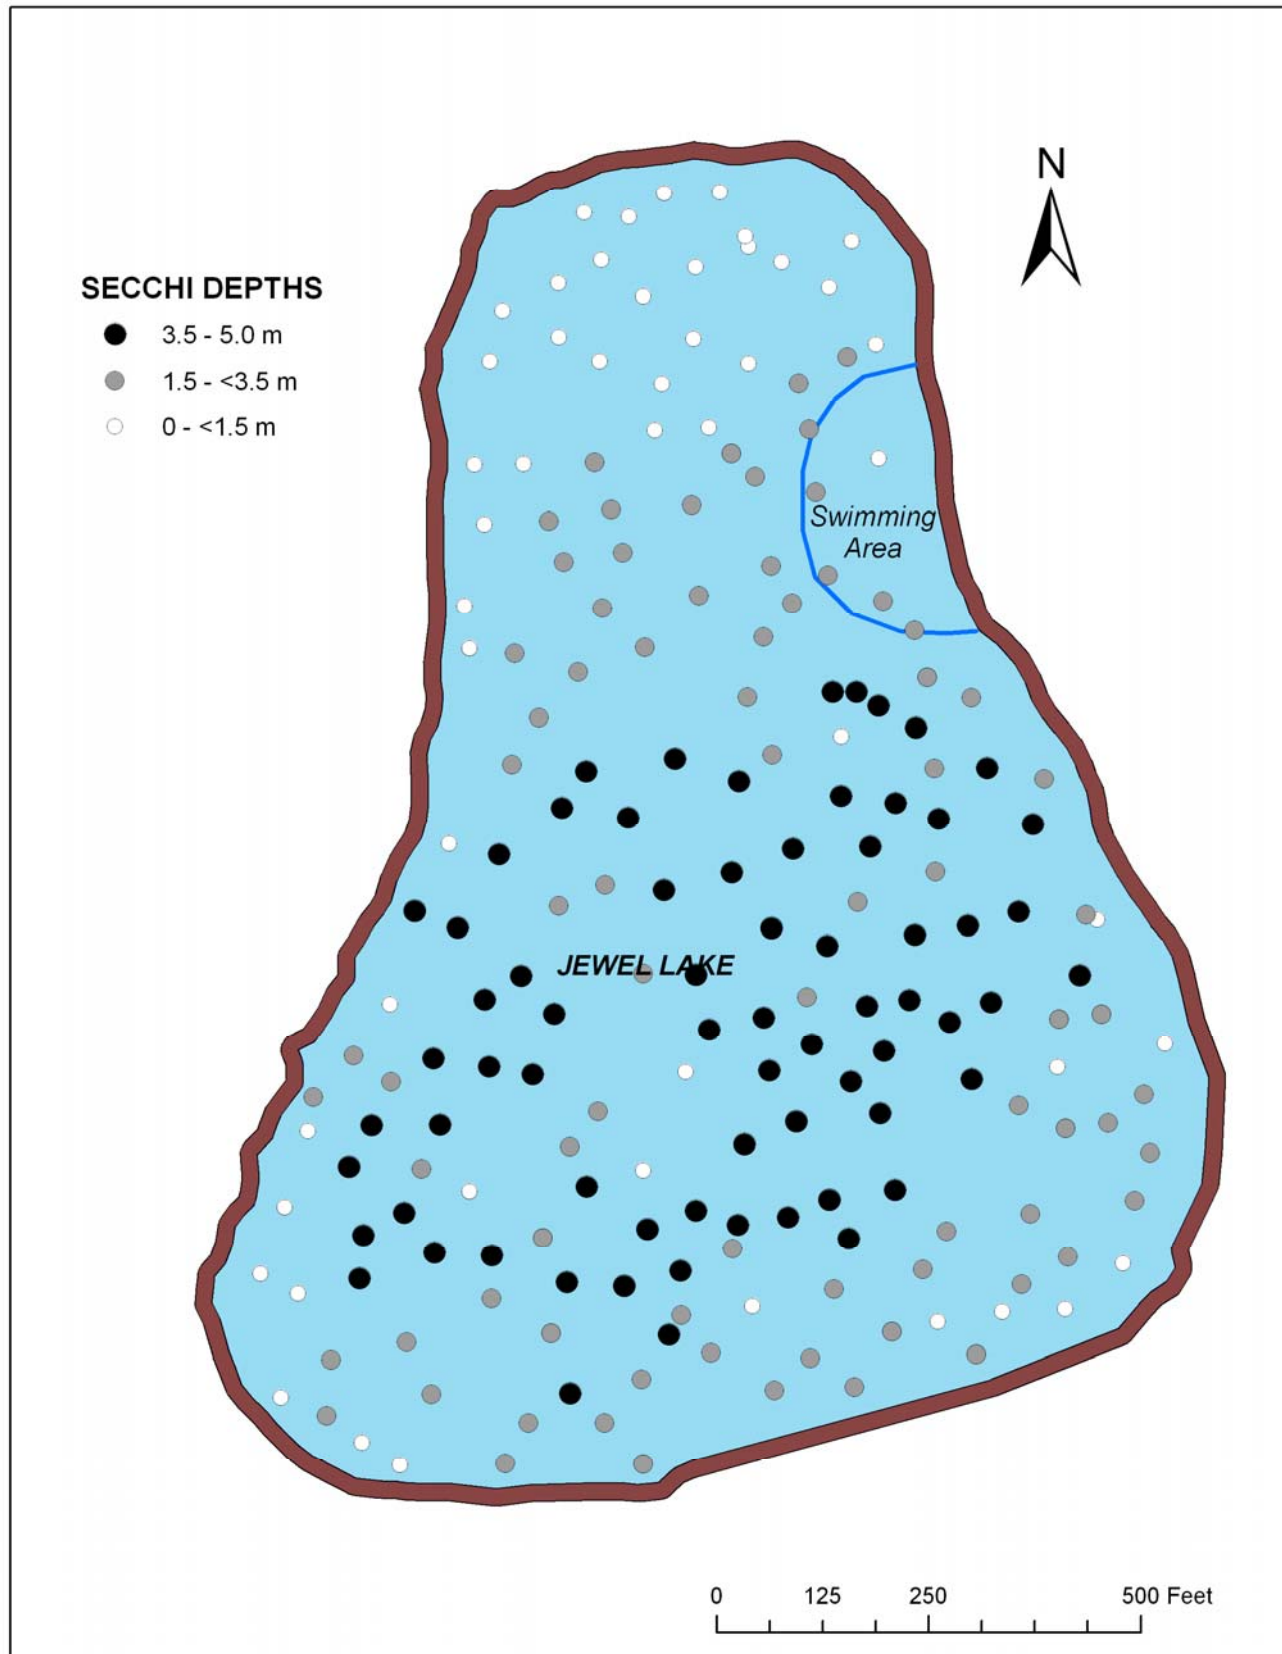 N
SECCHI DEPTHS
3.5 - 5.0 m
1.5 - <3.5 m
0 - <1.5 m
Swimming
Area
JEWEL LAKE
0 125 250 500 Feet